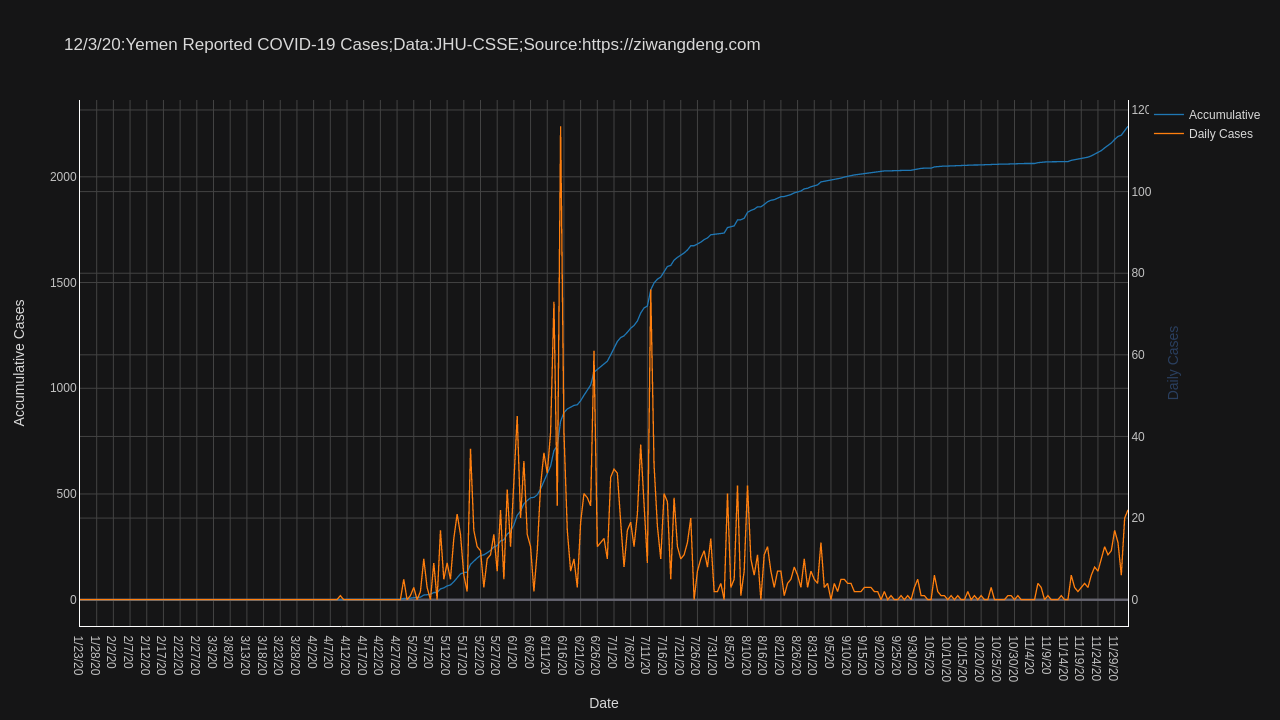 12/3/20:Yemen Reported COVID-19 Cases;Data:JHU-CSSE;Source:https://ziwangdeng.com
Accumulative
Daily Cases
Accumulative Cases
2000
1500
1000
500
0
120
100
80
60
40
20
0
Daily Cases
1/23/20 1/28/20 2/2/20 2/7/20 2/12/20 2/17/20 2/22/20 2/27/20 3/3/20 3/8/20 3/13/20 3/18/20 3/23/20 3/28/20 4/2/20 4/7/20 4/12/20 4/17/20 4/22/20 4/27/20 5/2/20 5/7/20 5/12/20 5/17/20 5/22/20 5/27/20 6/1/20 6/6/20 6/11/20 6/16/20 6/21/20 6/26/20 7/1/20 7/6/20 7/11/20 7/16/20 7/21/20 7/26/20 7/31/20 8/5/20 8/10/20 8/16/20 8/21/20 8/26/20 8/31/20 9/5/20 9/10/20 9/15/20 9/20/20 9/25/20 9/30/20 10/5/20 10/10/20 10/15/20 10/20/20 10/25/20 10/30/20 11/4/20 11/9/20 11/14/20 11/19/20 11/24/20 11/29/20
Date